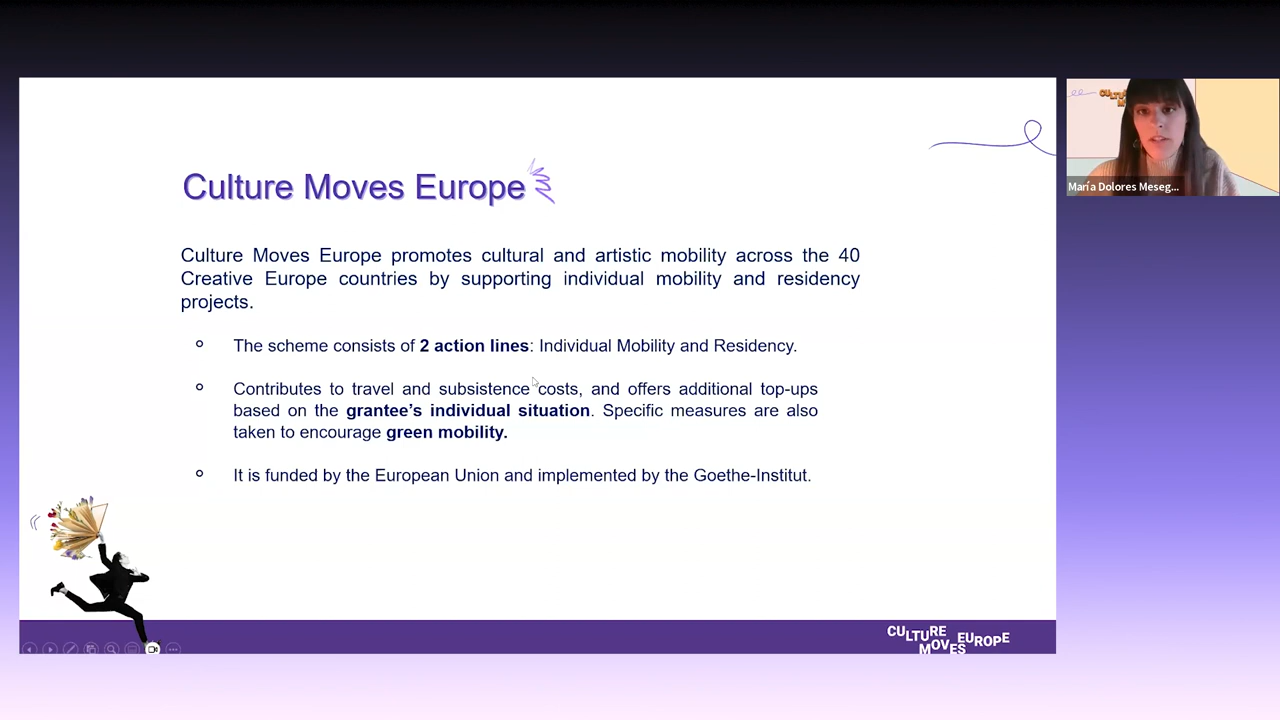 Culture Moves Europe
Culture Moves Europe promotes cultural and artistic mobility across the 40
Creative Europe countries by supporting individual mobility and residency
projects.
The scheme consists of 2 action lines: Individual Mobility and Residency.
Contributes to travel and subsistence costs, and offers additional top-ups
based on the grantee’s individual situation. Specific measures are also
taken to encourage green mobility.
It is funded by the European Union and implemented by the Goethe-Institut.
CULTURE
MOVES EUROPE
María Dolores Meseg...